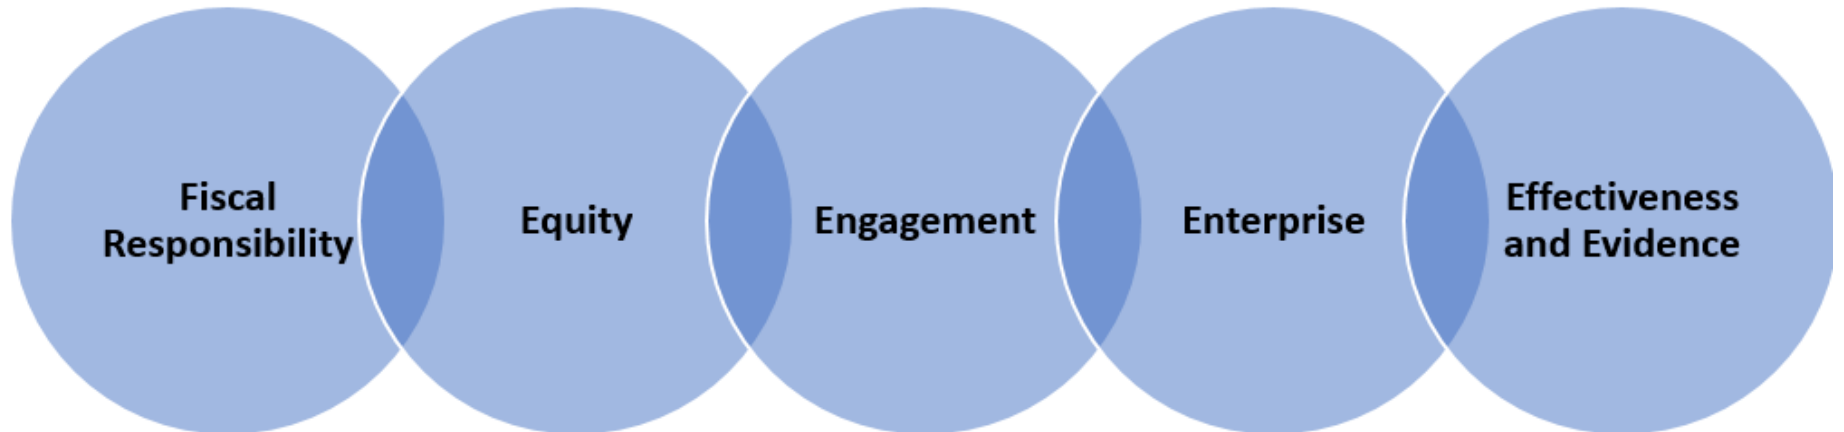 Fiscal
Responsibility
Equity
Engagement
Enterprise
Effectiveness
and Evidence